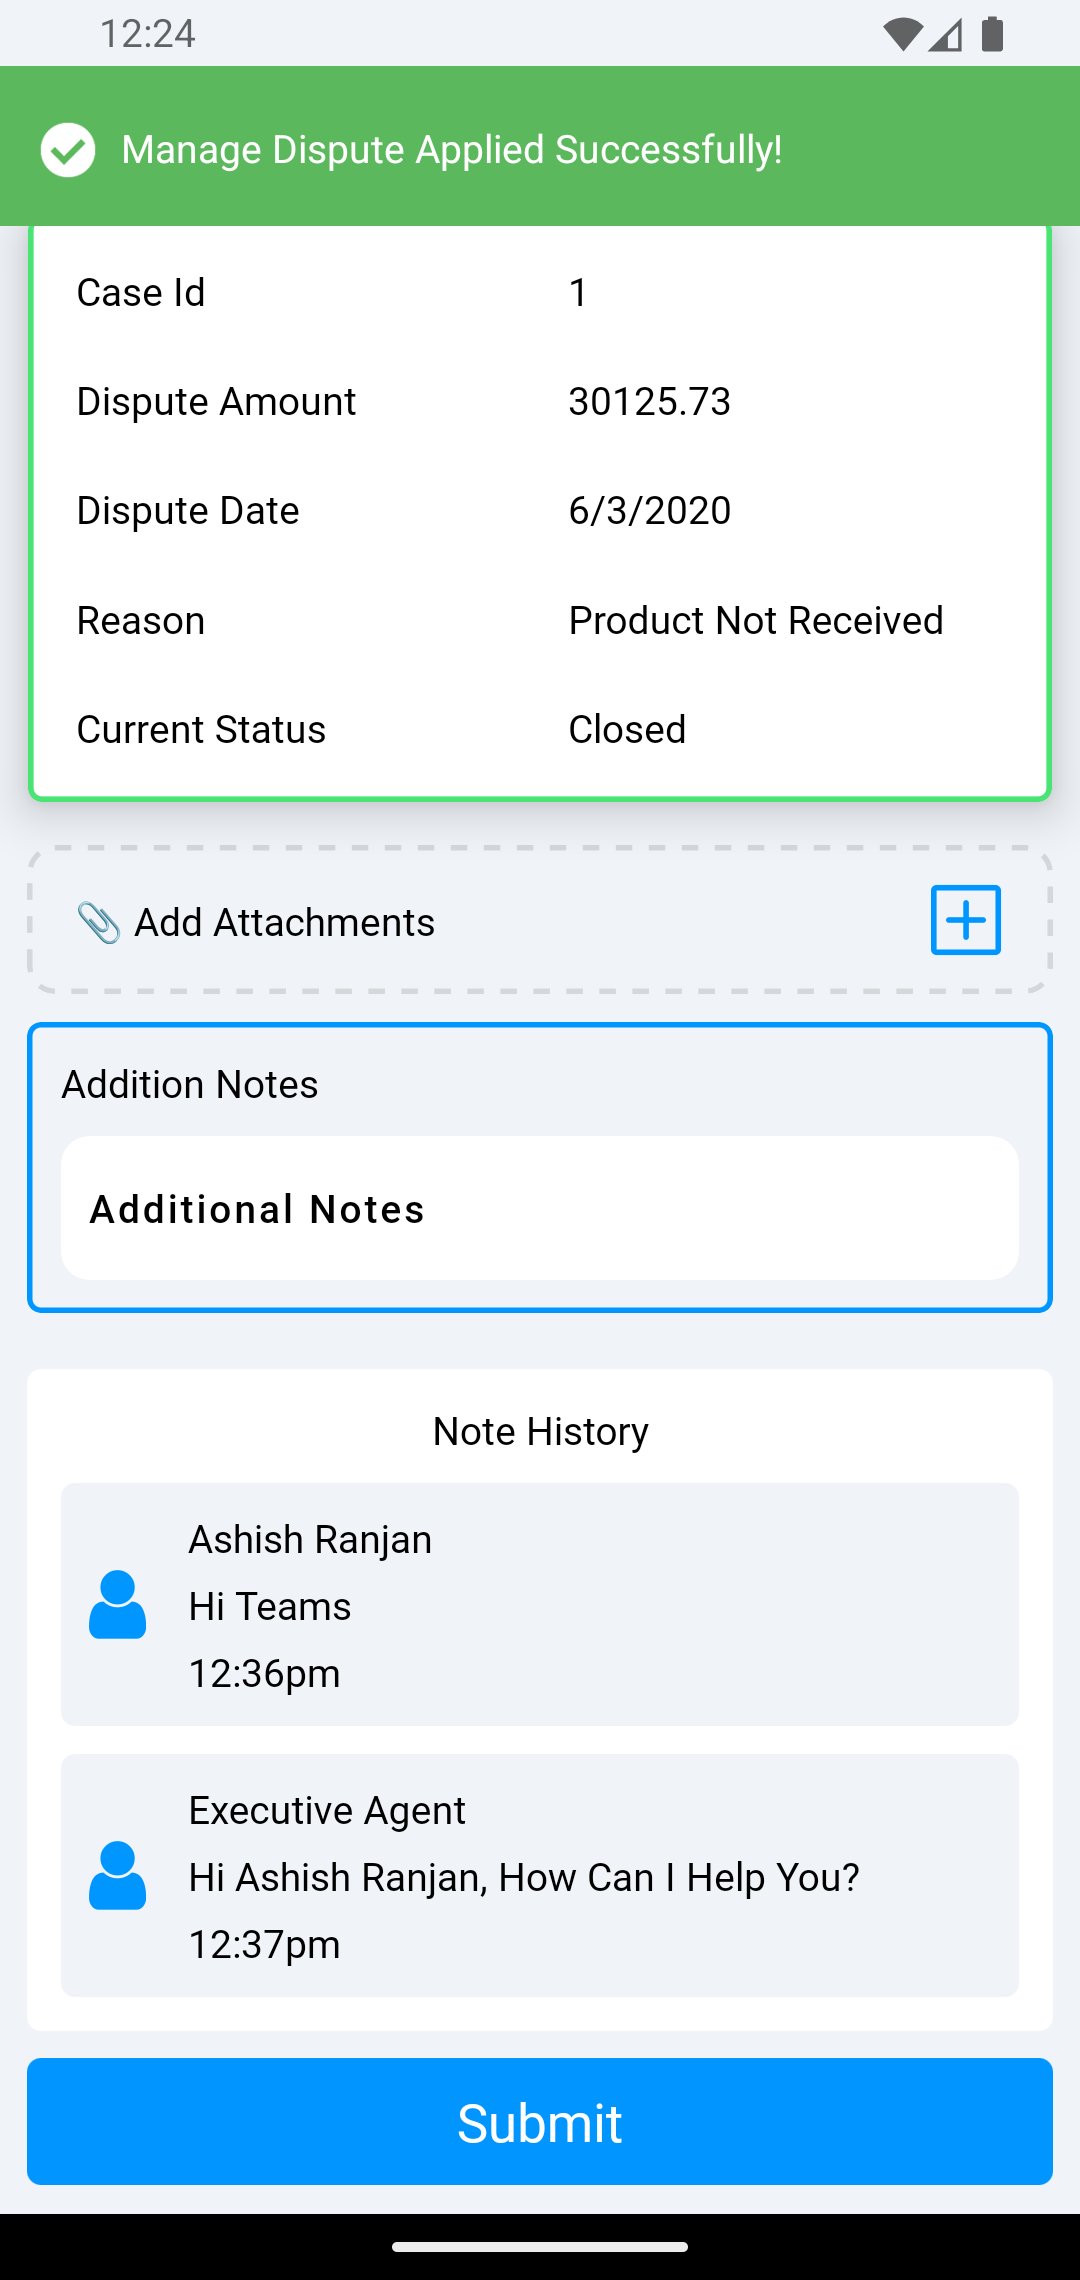 12:24
Manage Dispute Applied Successfully!
Case Id 1
Dispute Amount 30125.73
Dispute Date 6/3/2020
Reason Product Not Received
Current Status Closed
Add Attachments
Addition Notes
Additional Notes
Note History
Ashish Ranjan
Hi Teams
12:36pm
Executive Agent
Hi Ashish Ranjan, How Can I Help You?
12:37pm
Submit